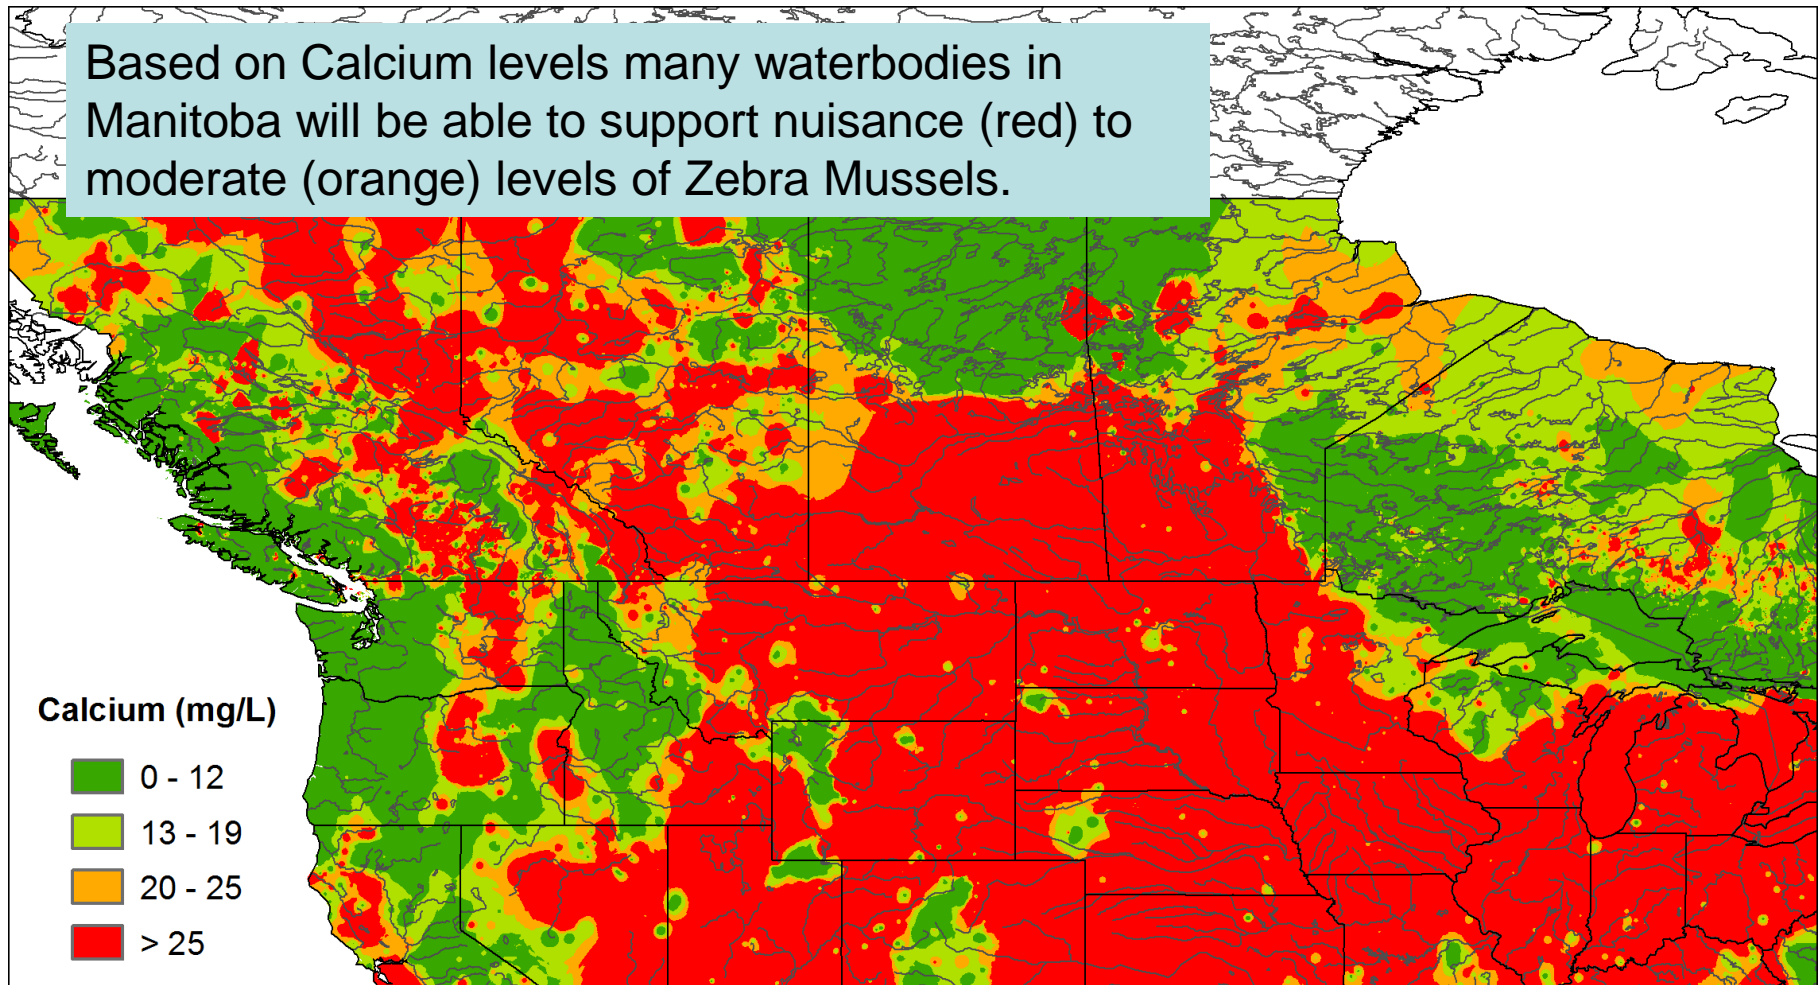 Based on Calcium levels many waterbodies in
Manitoba will be able to support nuisance (red) to
moderate (orange) levels of Zebra Mussels.
Calcium (mg/L)
0 - 12
13 - 19
20 - 25
> 25